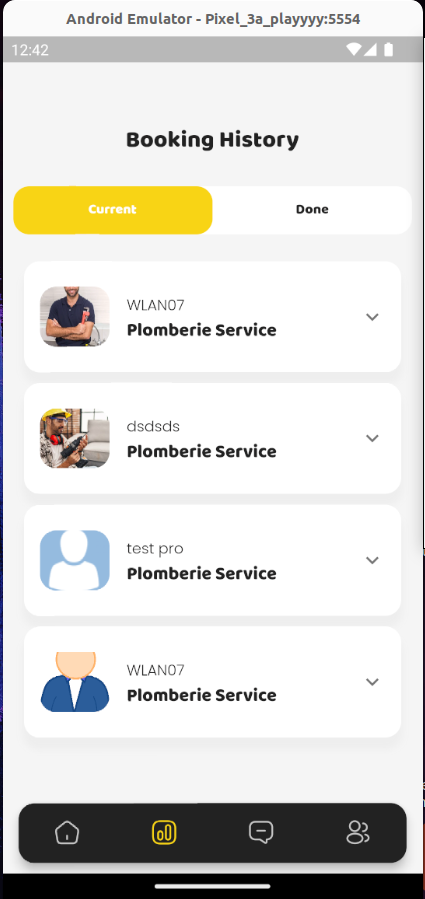 Android Emulator - Pixel_3a_playyyy:5554
12:42
Booking History
Current
Done
WLAN07
Plomberie Service
dsdsds
Plomberie Service
test pro
Plomberie Service
WLAN07
Plomberie Service